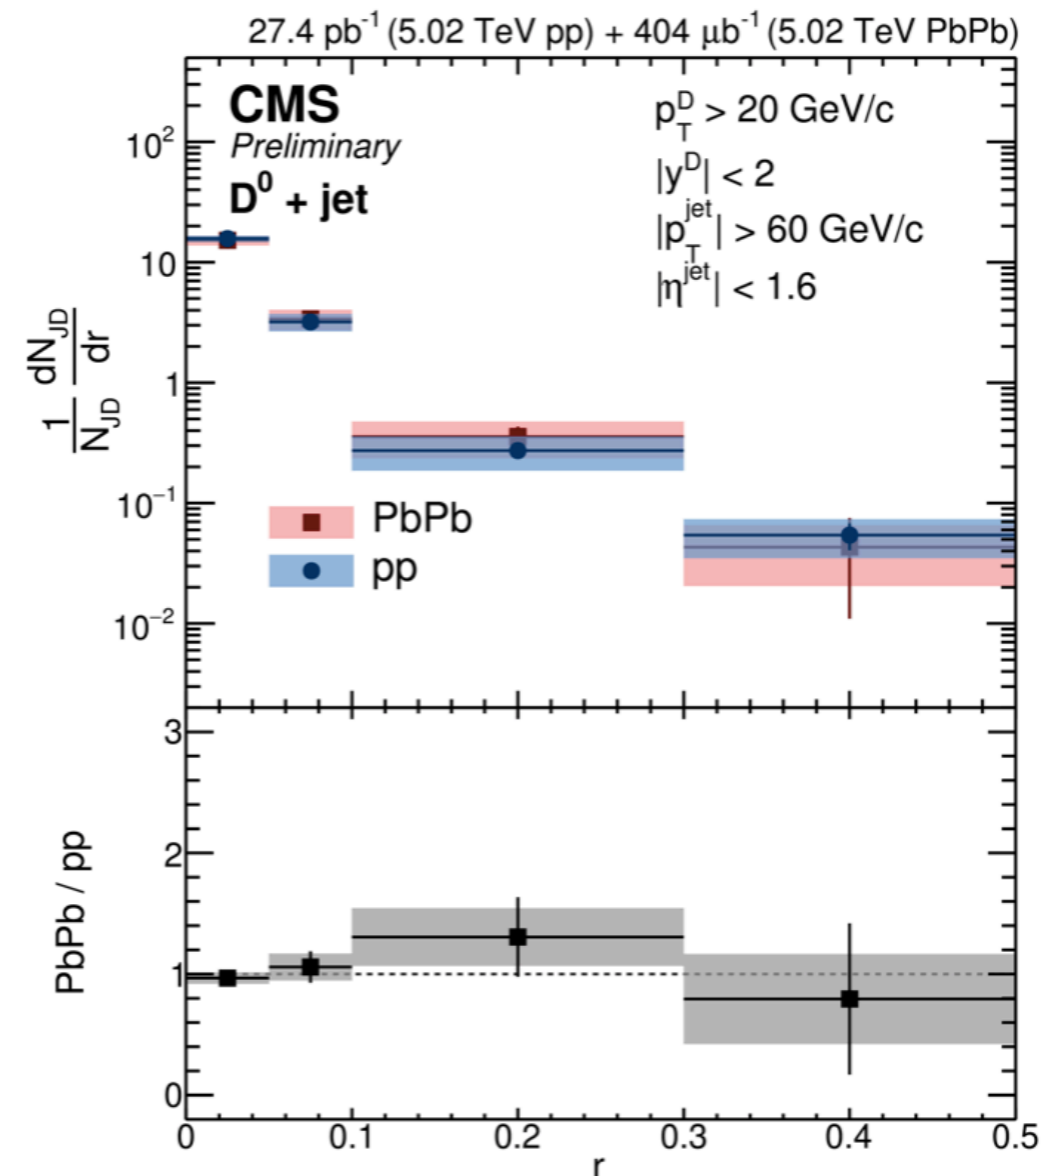 27.4 pb⁻¹ (5.02 TeV pp) + 404 μb⁻¹ (5.02 TeV PbPb)
CMS
Preliminary
D⁰ + jet
p_T^D > 20 GeV/c
|y^D| < 2
|p_T^jet| > 60 GeV/c
|η^jet| < 1.6
1/N_JD dN_JD/dr
10²
10
1
10⁻¹
10⁻²
PbPb
pp
PbPb / pp
3
2
1
0
0 0.1 0.2 0.3 0.4 0.5
r